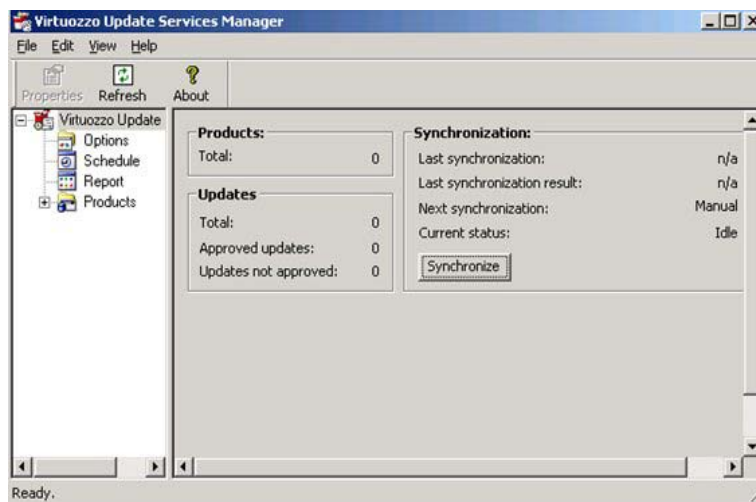 Virtuozzo Update Services Manager
File Edit View Help
Properties Refresh About
Virtuozzo Update
Options
Schedule
Report
Products
Products:
Total: 0
Updates
Total: 0
Approved updates: 0
Updates not approved: 0
Synchronization:
Last synchronization: n/a
Last synchronization result: n/a
Next synchronization: Manual
Current status: Idle
Synchronize
Ready.